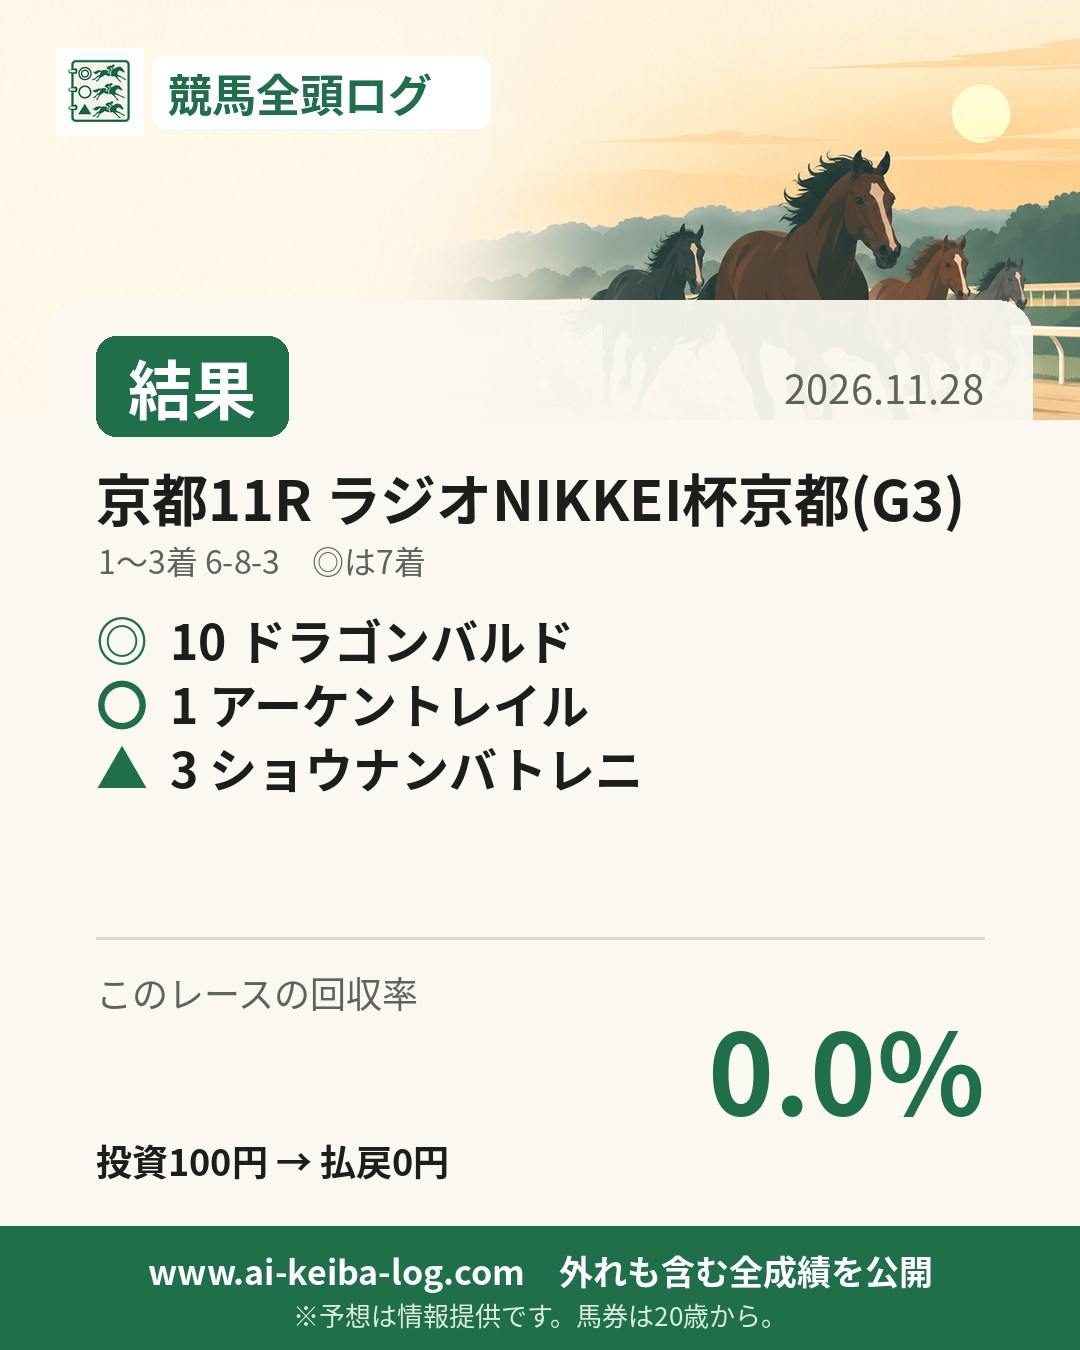 競馬全頭ログ
結果
2026.11.28
京都11R ラジオNIKKEI杯京都(G3)
1〜3着 6-8-3　◎は7着
◎ 10 ドラゴンバルド
○ 1 アーケントレイル
▲ 3 ショウナンバトレニ
このレースの回収率
0.0%
投資100円 → 払戻0円
www.ai-keiba-log.com　外れも含む全成績を公開
※予想は情報提供です。馬券は20歳から。